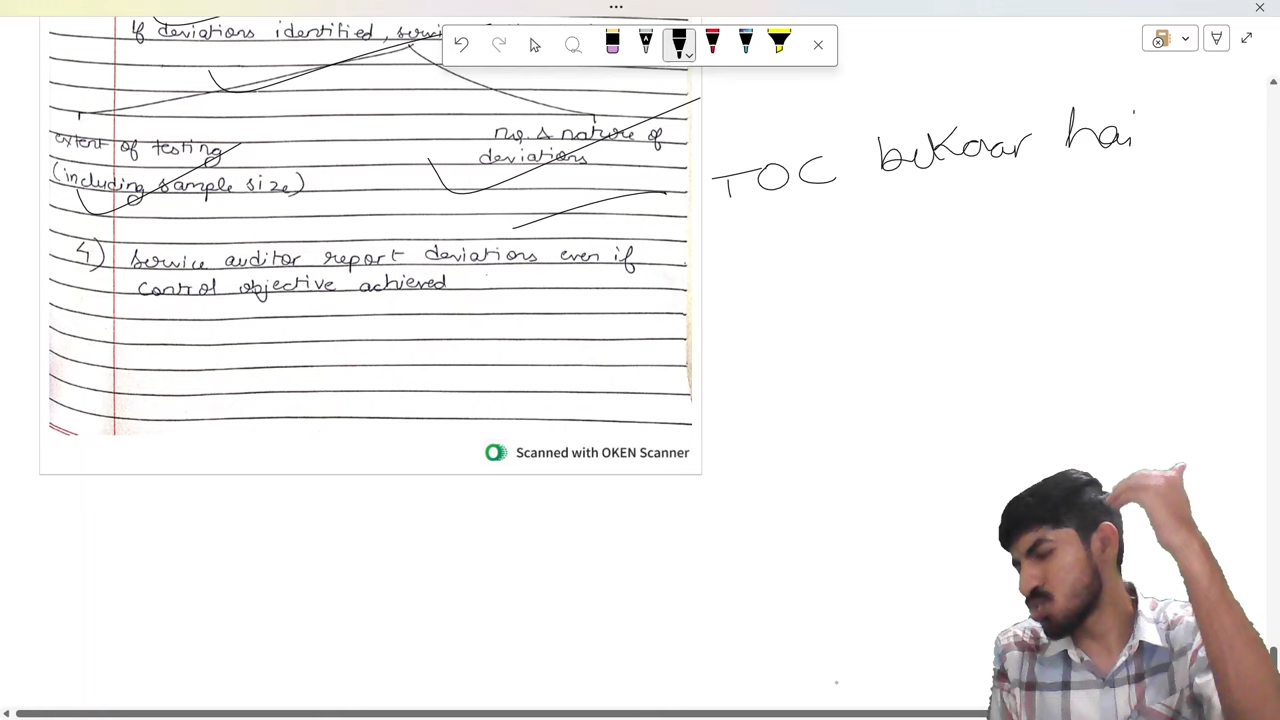 If deviations identified,
extent of testing
(including sample size)
no. & nature of
deviations
TOC bekaar hai
4) Service auditor report deviations even if
control objective achieved
Scanned with OKEN Scanner